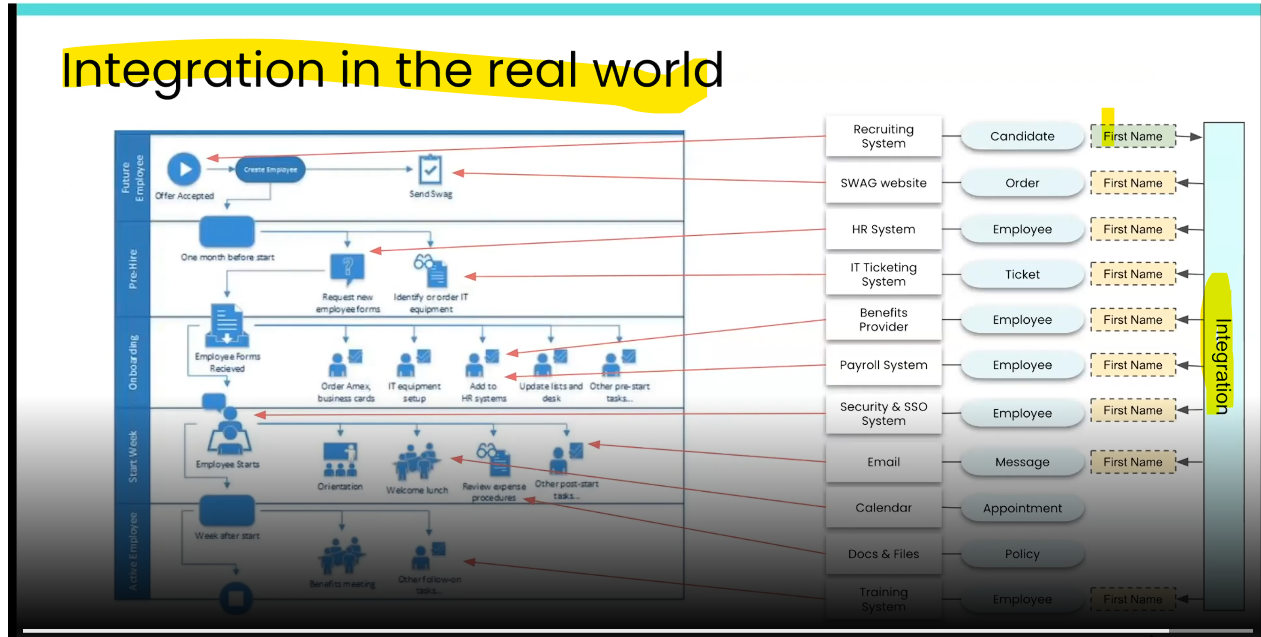 Integration in the real world
Future
Employee
Offer Accepted
Create Employee
Send Swag
Pre-Hire
One month before start
Request new
employee forms
Identify or order IT
equipment
Onboarding
Employee Forms
Recieved
Order Amex,
business cards
IT equipment
setup
Add to
HR systems
Update lists and
desk
Other pre-start
tasks...
Start Week
Employee Starts
Orientation
Welcome lunch
Review expense
procedures
Other post-start
tasks...
Active Employee
Week after start
Benefits meeting
Other follow-on
tasks...
Recruiting
System
Candidate
First Name
SWAG website
Order
First Name
HR System
Employee
First Name
IT Ticketing
System
Ticket
First Name
Benefits
Provider
Employee
First Name
Payroll System
Employee
First Name
Security & SSO
System
Employee
First Name
Email
Message
First Name
Calendar
Appointment
Docs & Files
Policy
Training
System
Employee
First Name
Integration